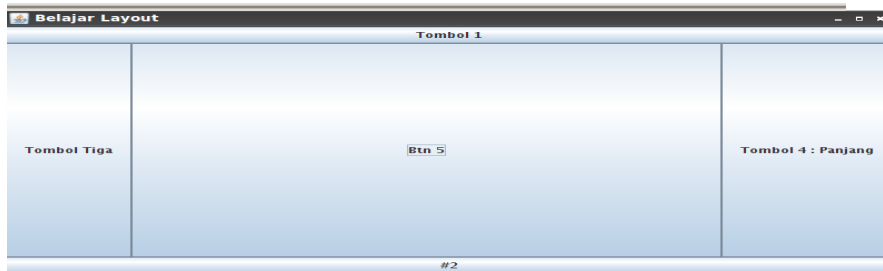 Belajar Layout
Tombol 1
Tombol Tiga
Btn 5
Tombol 4 : Panjang
#2